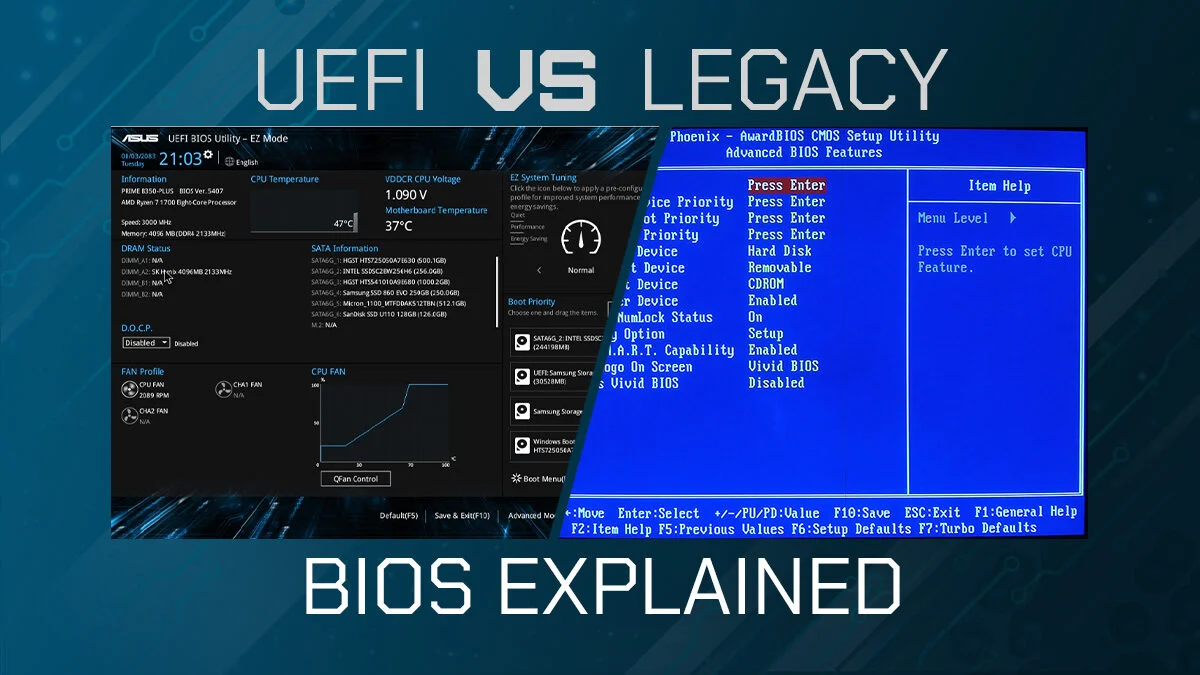 UEFI VS LEGACY
ASUS UEFI BIOS Utility – EZ Mode
01/03/2083
Tuesday
21:03
English
Information
PRIME B350-PLUS BIOS Ver. 5407
AMD Ryzen 7 1700 Eight-Core Processor
Speed: 3000 MHz
Memory: 4096 MB (DDR4 2133MHz)
CPU Temperature
47°C
VDDCR CPU Voltage
1.090 V
Motherboard Temperature
37°C
EZ System Tuning
Click the icon below to apply a pre-configu
profile for improved system performance
energy savings.
Quiet
Performance
Energy Saving
Normal
DRAM Status
DIMM_A1: N/A
DIMM_A2: SK Hynix 4096MB 2133MHz
DIMM_B1: N/A
DIMM_B2: N/A
SATA Information
SATA6G_1: HGST HTS725050A7E630 (500.1GB)
SATA6G_2: INTEL SSDSC2BW256H6 (256.0GB)
SATA6G_3: HGST HTS541010A9E680 (1000.2GB)
SATA6G_4: Samsung SSD 860 EVO 250GB (250.0GB)
SATA6G_5: Micron_1100_MTFDDAK512TBN (512.1GB)
SATA6G_6: SanDisk SSD U110 128GB (128.0GB)
M.2: N/A
D.O.C.P.
Disabled Disabled
Boot Priority
Choose one and drag the items.
SATA6G_2: INTEL SSDSC
(244198MB)
UEFI: Samsung Stora
(30528MB)
Samsung Storage
Windows Boot
HTS725050A7
Boot Menu(
FAN Profile
CPU FAN
2089 RPM
CHA1 FAN
N/A
CHA2 FAN
N/A
CPU FAN
100 %
50
0 30 70 100 °C
QFan Control
Default(F5) Save & Exit(F10) Advanced Mo
Phoenix - AwardBIOS CMOS Setup Utility
Advanced BIOS Features
Press Enter
ice Priority Press Enter
ot Priority Press Enter
Priority Press Enter
Device Hard Disk
t Device Removable
t Device CDROM
er Device Enabled
NumLock Status On
y Option Setup
.A.R.T. Capability Enabled
ogo On Screen Vivid BIOS
s Vivid BIOS Disabled
Item Help
Menu Level
Press Enter to set CPU
Feature.
:Move Enter:Select +/-/PU/PD:Value F10:Save ESC:Exit F1:General Help
F2:Item Help F5:Previous Values F6:Setup Defaults F7:Turbo Defaults
BIOS EXPLAINED